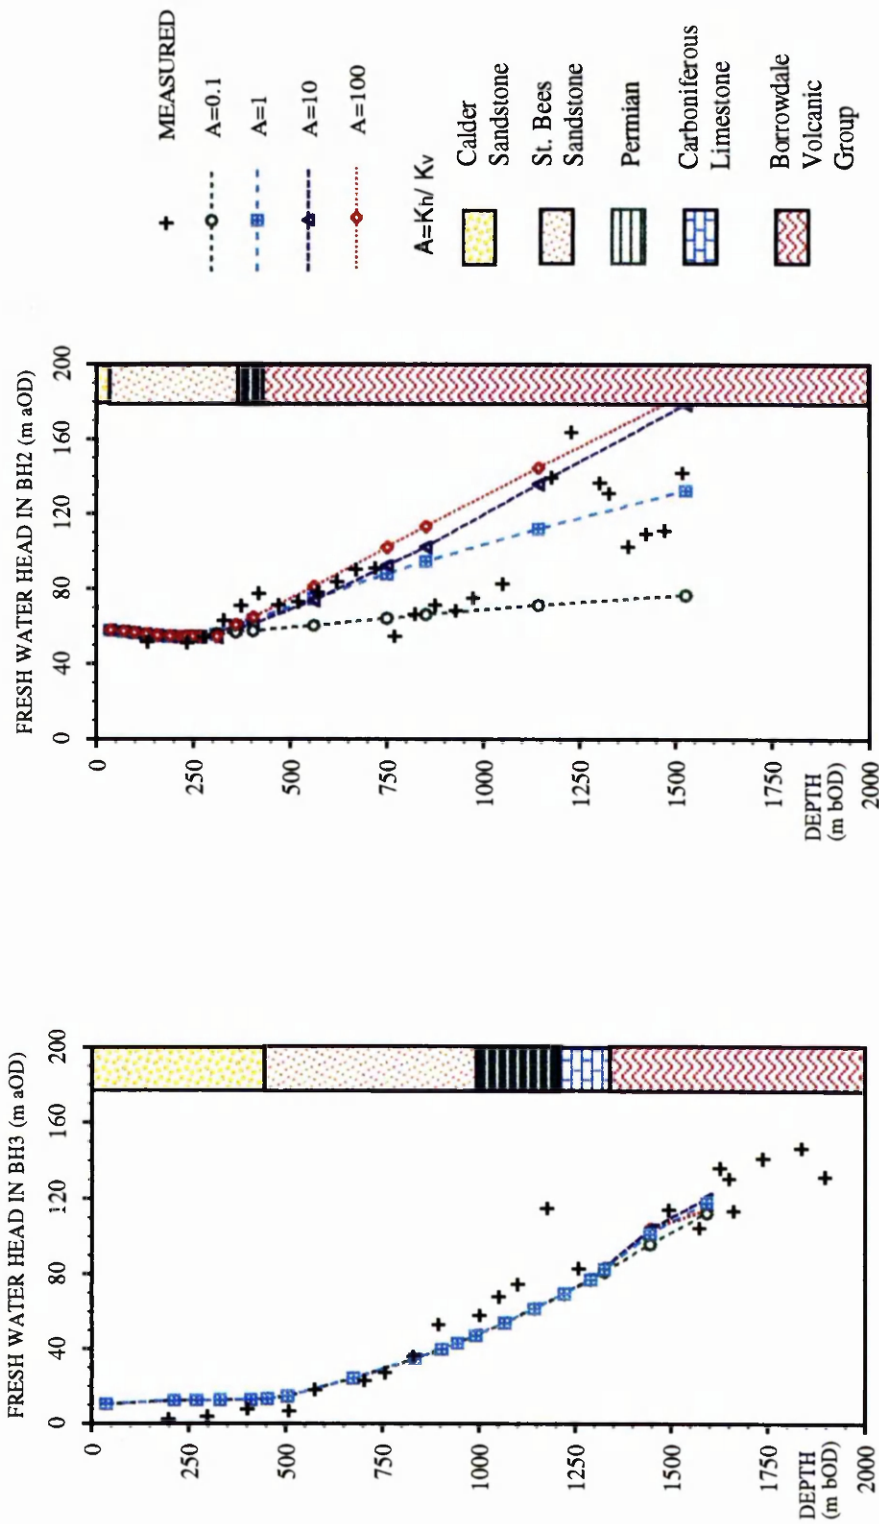 FRESH WATER HEAD IN BH3 (m aOD)
0
40
80
120
160
200
0
250
500
750
1000
1250
1500
1750
2000
DEPTH
(m bOD)
FRESH WATER HEAD IN BH2 (m aOD)
0
40
80
120
160
200
0
250
500
750
1000
1250
1500
1750
2000
DEPTH
(m bOD)
MEASURED
A=0.1
A=1
A=10
A=100
A=Kh/ Kv
Calder
Sandstone
St. Bees
Sandstone
Permian
Carboniferous
Limestone
Borrowdale
Volcanic
Group